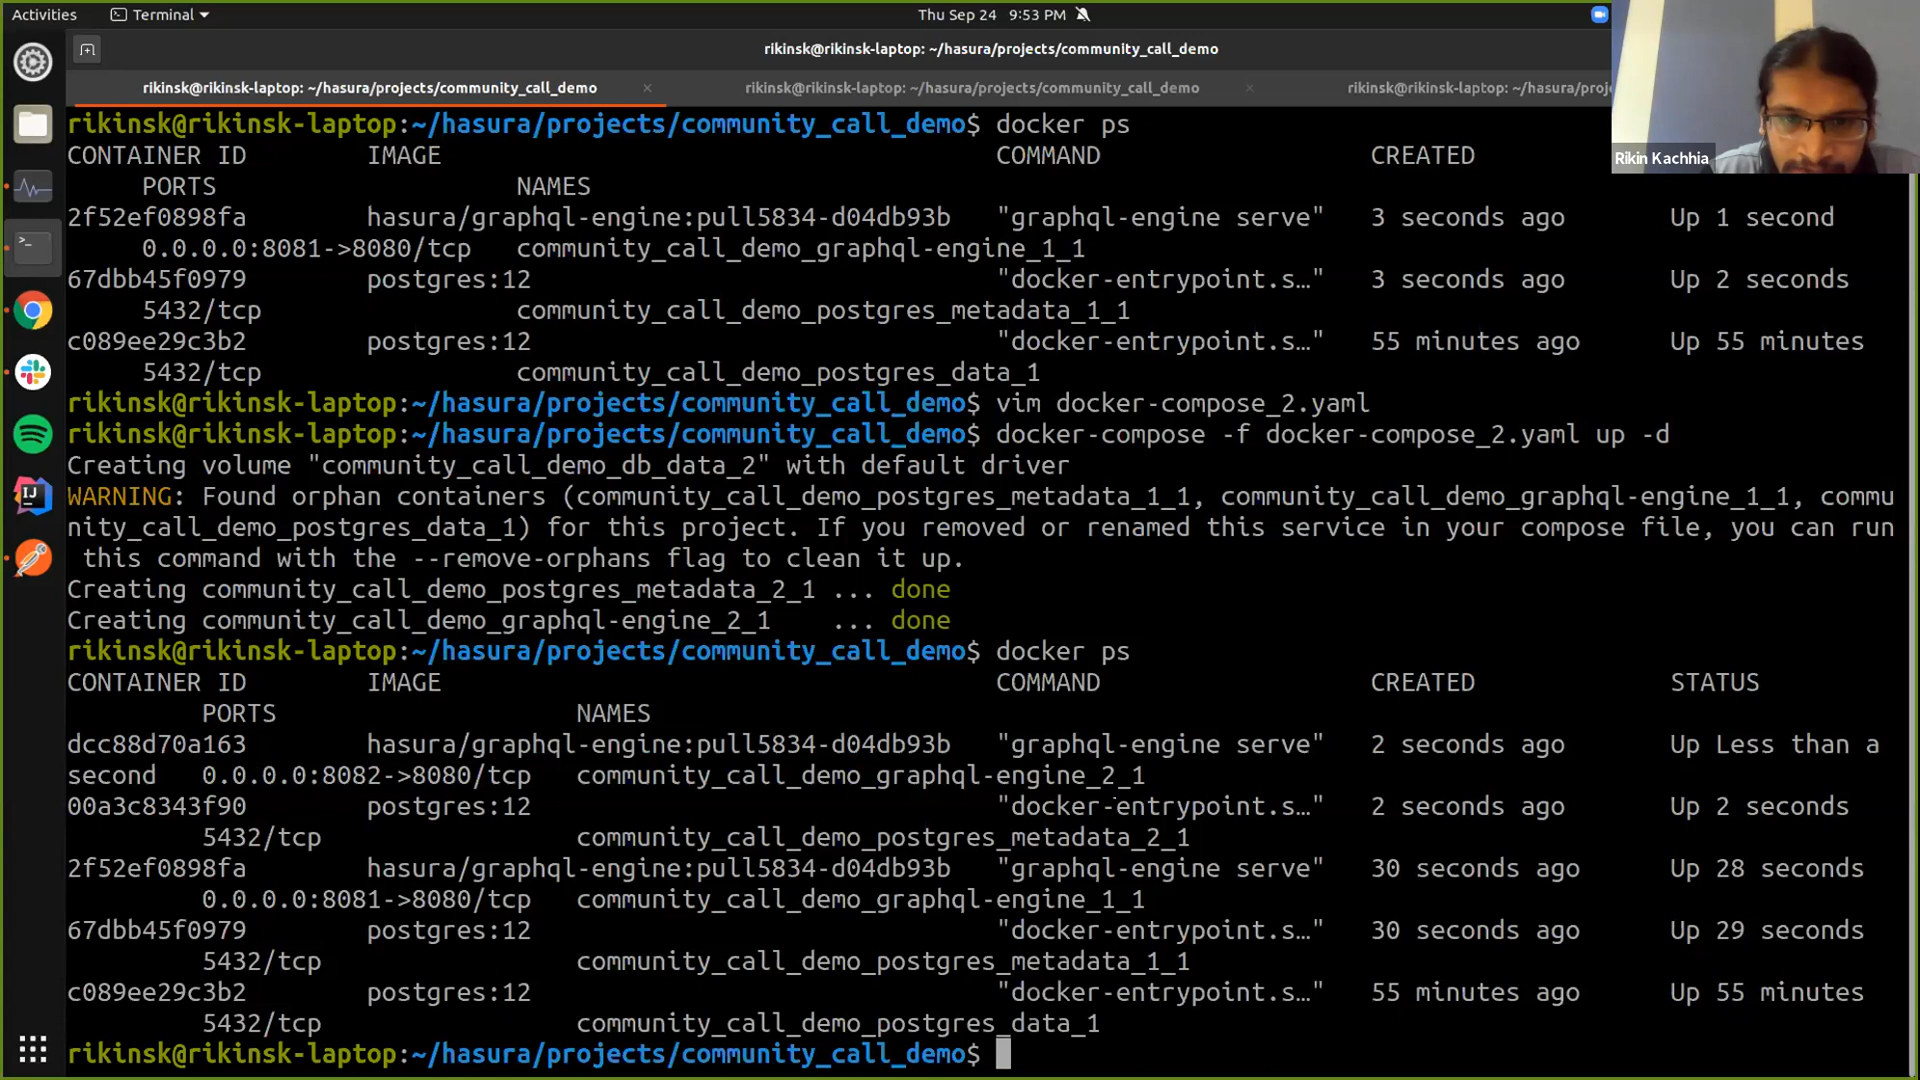 Activities Terminal Thu Sep 24 9:53 PM
rikinsk@rikinsk-laptop: ~/hasura/projects/community_call_demo
rikinsk@rikinsk-laptop: ~/hasura/projects/community_call_demo × rikinsk@rikinsk-laptop: ~/hasura/projects/community_call_demo × rikinsk@rikinsk-laptop: ~/hasura/proje
Rikin Kachhia
rikinsk@rikinsk-laptop:~/hasura/projects/community_call_demo$ docker ps
CONTAINER ID IMAGE COMMAND CREATED
PORTS NAMES
2f52ef0898fa hasura/graphql-engine:pull5834-d04db93b "graphql-engine serve" 3 seconds ago Up 1 second
0.0.0.0:8081->8080/tcp community_call_demo_graphql-engine_1_1
67dbb45f0979 postgres:12 "docker-entrypoint.s…" 3 seconds ago Up 2 seconds
5432/tcp community_call_demo_postgres_metadata_1_1
c089ee29c3b2 postgres:12 "docker-entrypoint.s…" 55 minutes ago Up 55 minutes
5432/tcp community_call_demo_postgres_data_1
rikinsk@rikinsk-laptop:~/hasura/projects/community_call_demo$ vim docker-compose_2.yaml
rikinsk@rikinsk-laptop:~/hasura/projects/community_call_demo$ docker-compose -f docker-compose_2.yaml up -d
Creating volume "community_call_demo_db_data_2" with default driver
WARNING: Found orphan containers (community_call_demo_postgres_metadata_1_1, community_call_demo_graphql-engine_1_1, commu
nity_call_demo_postgres_data_1) for this project. If you removed or renamed this service in your compose file, you can run
this command with the --remove-orphans flag to clean it up.
Creating community_call_demo_postgres_metadata_2_1 ... done
Creating community_call_demo_graphql-engine_2_1 ... done
rikinsk@rikinsk-laptop:~/hasura/projects/community_call_demo$ docker ps
CONTAINER ID IMAGE COMMAND CREATED STATUS
PORTS NAMES
dcc88d70a163 hasura/graphql-engine:pull5834-d04db93b "graphql-engine serve" 2 seconds ago Up Less than a
second 0.0.0.0:8082->8080/tcp community_call_demo_graphql-engine_2_1
00a3c8343f90 postgres:12 "docker-entrypoint.s…" 2 seconds ago Up 2 seconds
5432/tcp community_call_demo_postgres_metadata_2_1
2f52ef0898fa hasura/graphql-engine:pull5834-d04db93b "graphql-engine serve" 30 seconds ago Up 28 seconds
0.0.0.0:8081->8080/tcp community_call_demo_graphql-engine_1_1
67dbb45f0979 postgres:12 "docker-entrypoint.s…" 30 seconds ago Up 29 seconds
5432/tcp community_call_demo_postgres_metadata_1_1
c089ee29c3b2 postgres:12 "docker-entrypoint.s…" 55 minutes ago Up 55 minutes
5432/tcp community_call_demo_postgres_data_1
rikinsk@rikinsk-laptop:~/hasura/projects/community_call_demo$